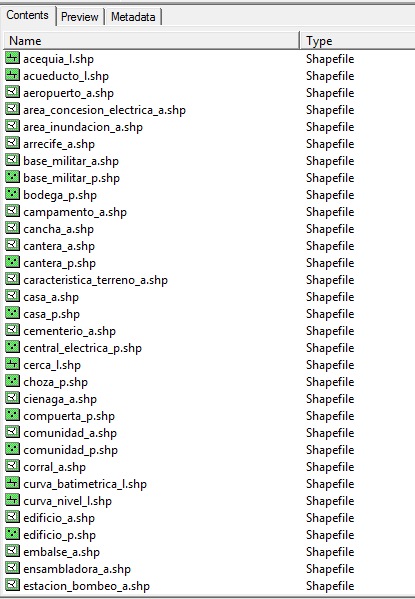 Contents Preview Metadata
Name Type
acequia_l.shp Shapefile
acueducto_l.shp Shapefile
aeropuerto_a.shp Shapefile
area_concesion_electrica_a.shp Shapefile
area_inundacion_a.shp Shapefile
arrecife_a.shp Shapefile
base_militar_a.shp Shapefile
base_militar_p.shp Shapefile
bodega_p.shp Shapefile
campamento_a.shp Shapefile
cancha_a.shp Shapefile
cantera_a.shp Shapefile
cantera_p.shp Shapefile
caracteristica_terreno_a.shp Shapefile
casa_a.shp Shapefile
casa_p.shp Shapefile
cementerio_a.shp Shapefile
central_electrica_p.shp Shapefile
cerca_l.shp Shapefile
choza_p.shp Shapefile
cienaga_a.shp Shapefile
compuerta_p.shp Shapefile
comunidad_a.shp Shapefile
comunidad_p.shp Shapefile
corral_a.shp Shapefile
curva_batimetrica_l.shp Shapefile
curva_nivel_l.shp Shapefile
edificio_a.shp Shapefile
edificio_p.shp Shapefile
embalse_a.shp Shapefile
ensambladora_a.shp Shapefile
estacion_bombeo_a.shp Shapefile